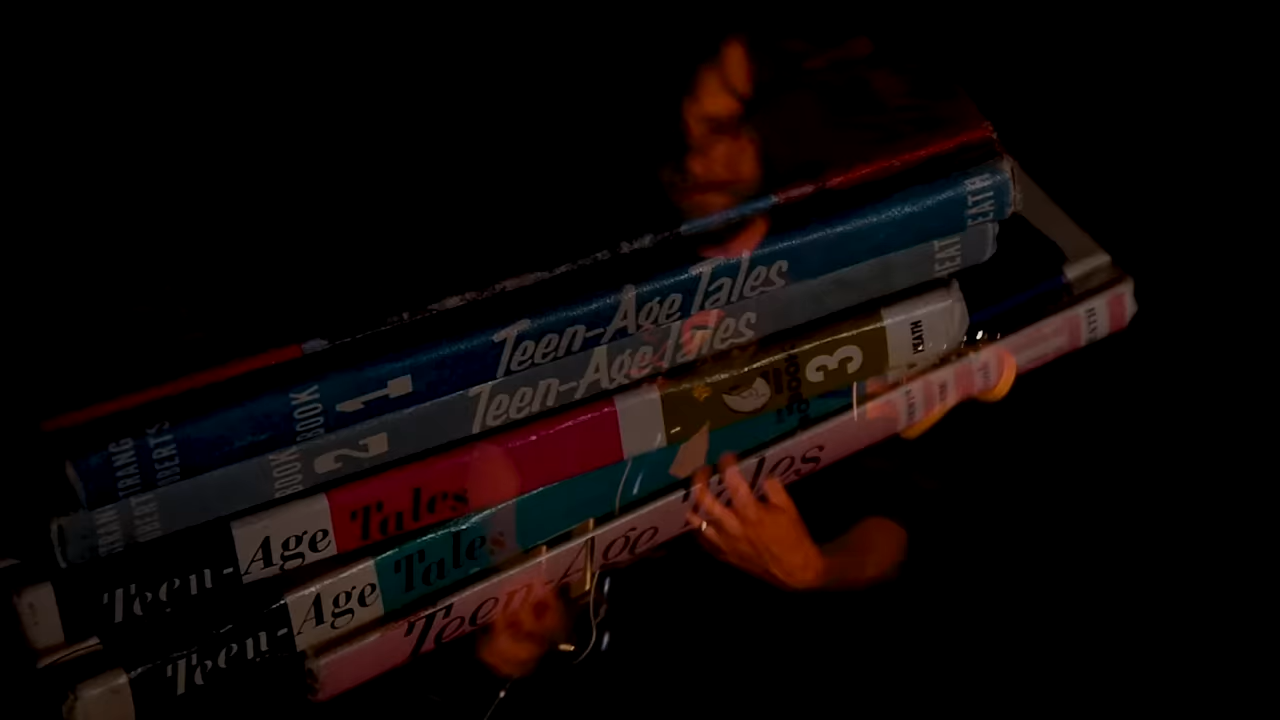 STRANG
ROBERTS
BOOK 1
Teen-Age Tales
HEATH
STRANG
ROBERTS
BOOK 2
Teen-Age Tales
HEATH
Teen-Age Tales
BOOK 3
HEATH
Teen-Age Tales
Teen-Age Tales
HEATH